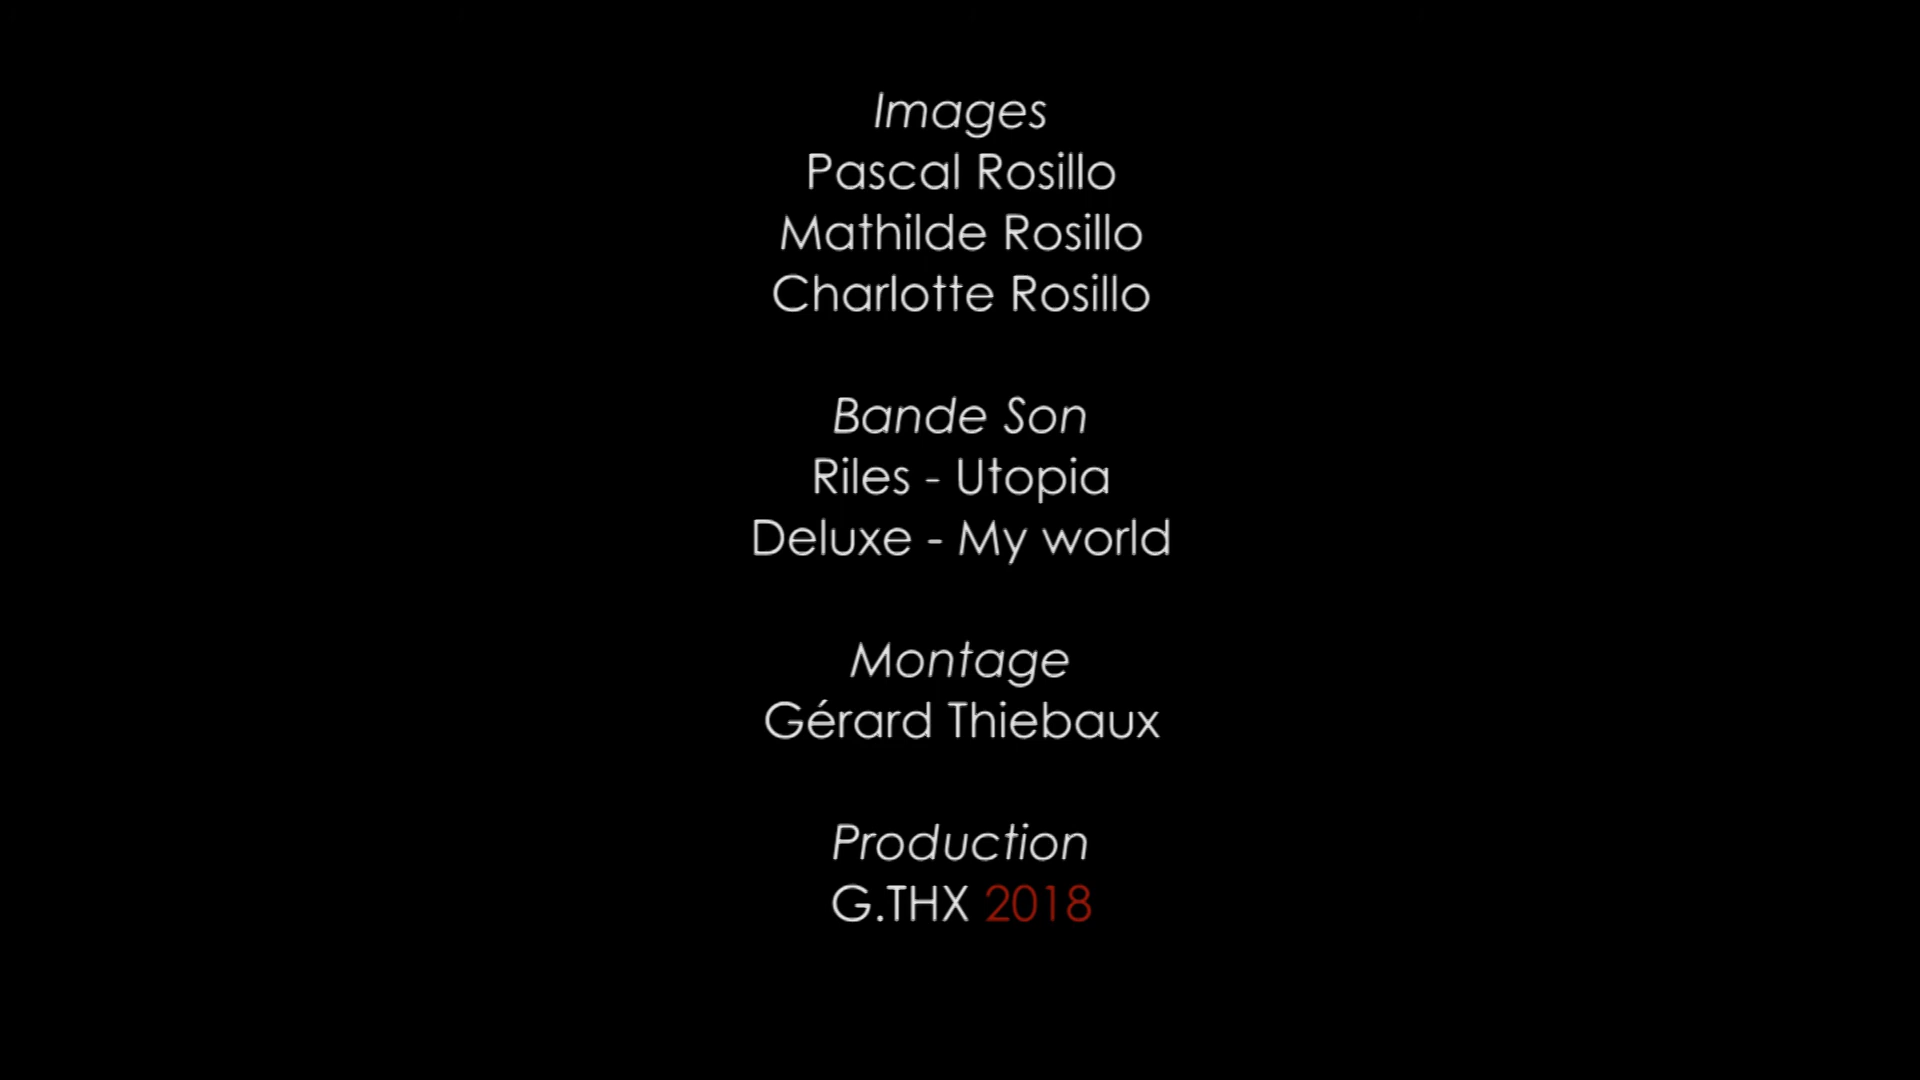 Images
Pascal Rosillo
Mathilde Rosillo
Charlotte Rosillo
Bande Son
Riles - Utopia
Deluxe - My world
Montage
Gérard Thiebaux
Production
G.THX 2018